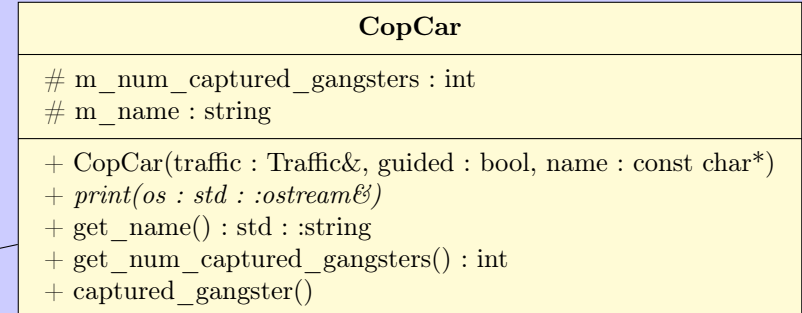 CopCar
# m_num_captured_gangsters : int
# m_name : string
+ CopCar(traffic : Traffic&, guided : bool, name : const char*)
+ print(os : std : :ostream&)
+ get_name() : std : :string
+ get_num_captured_gangsters() : int
+ captured_gangster()